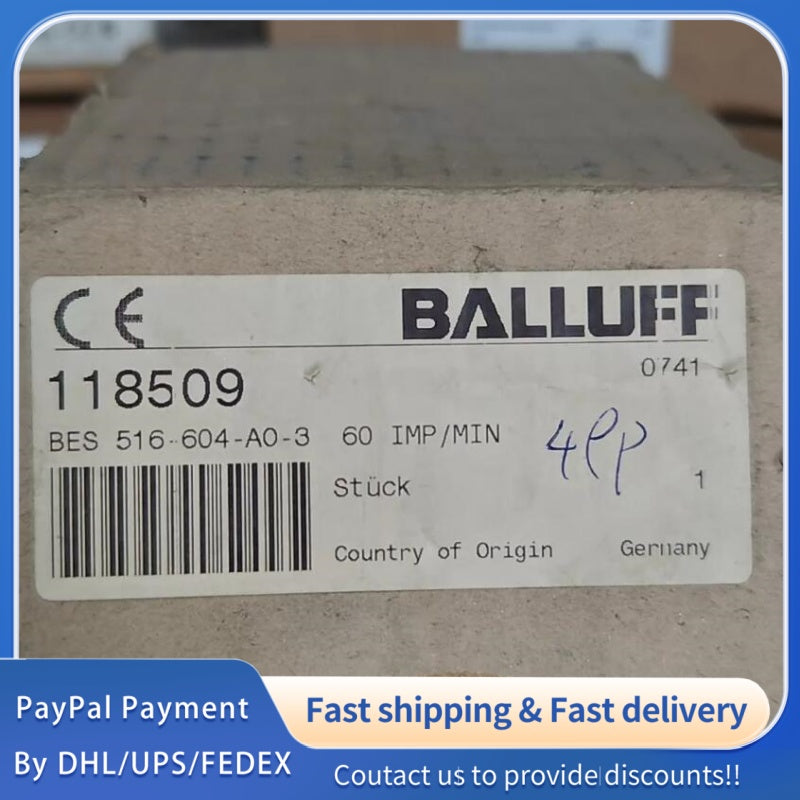 CE
BALLUFF
0741
118509
BES 516-604-A0-3 60 IMP/MIN
Stück 1
Country of Origin Germany
PayPal Payment
By DHL/UPS/FEDEX
Fast shipping & Fast delivery
Coutact us to provide discounts!!